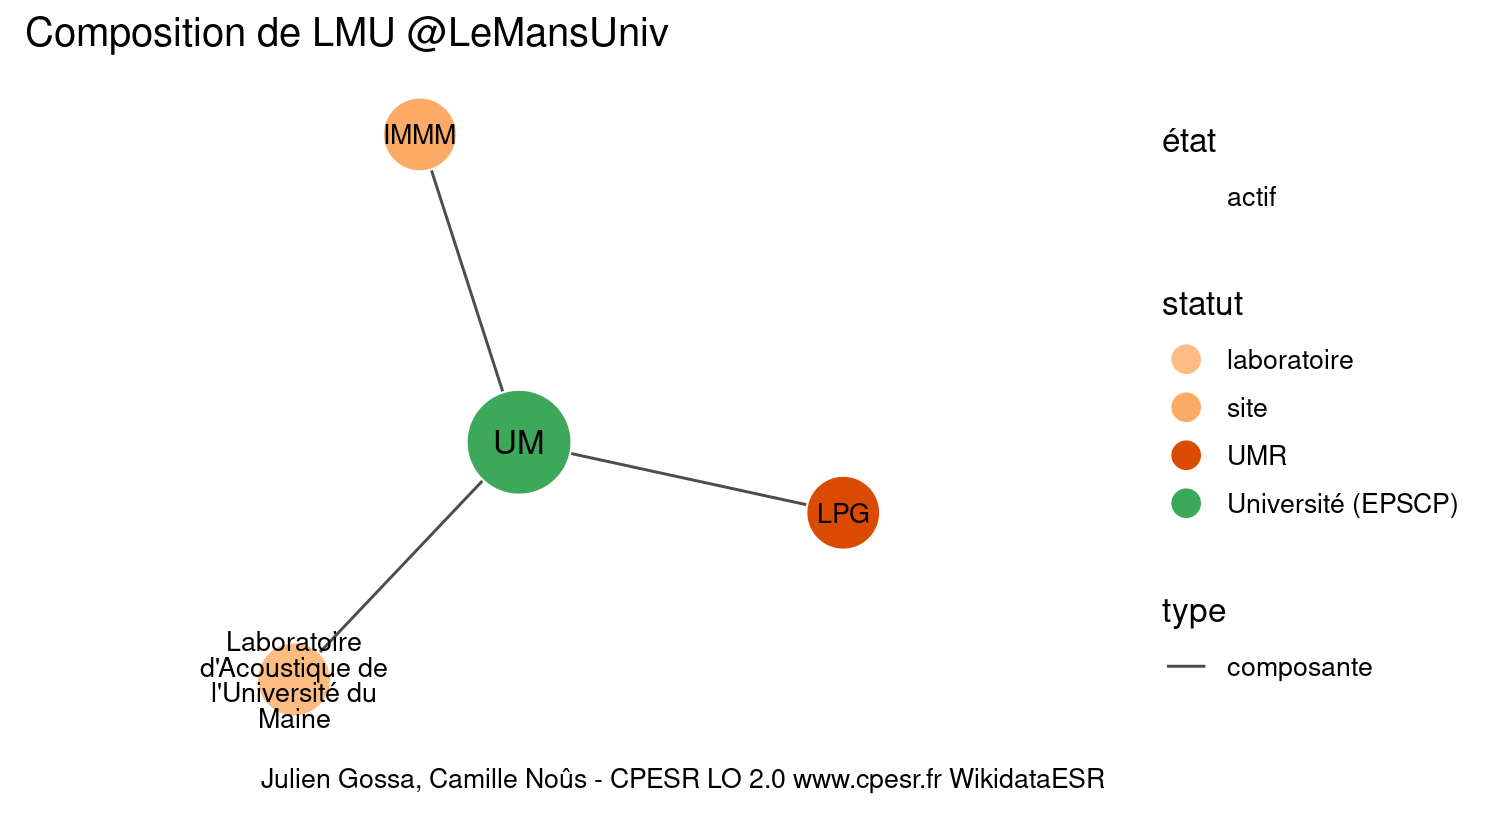 Composition de LMU @LeMansUniv
IMMM
UM
LPG
Laboratoire
d'Acoustique de
l'Université du
Maine
état
actif
statut
laboratoire
site
UMR
Université (EPSCP)
type
composante
Julien Gossa, Camille Noûs - CPESR LO 2.0 www.cpesr.fr WikidataESR